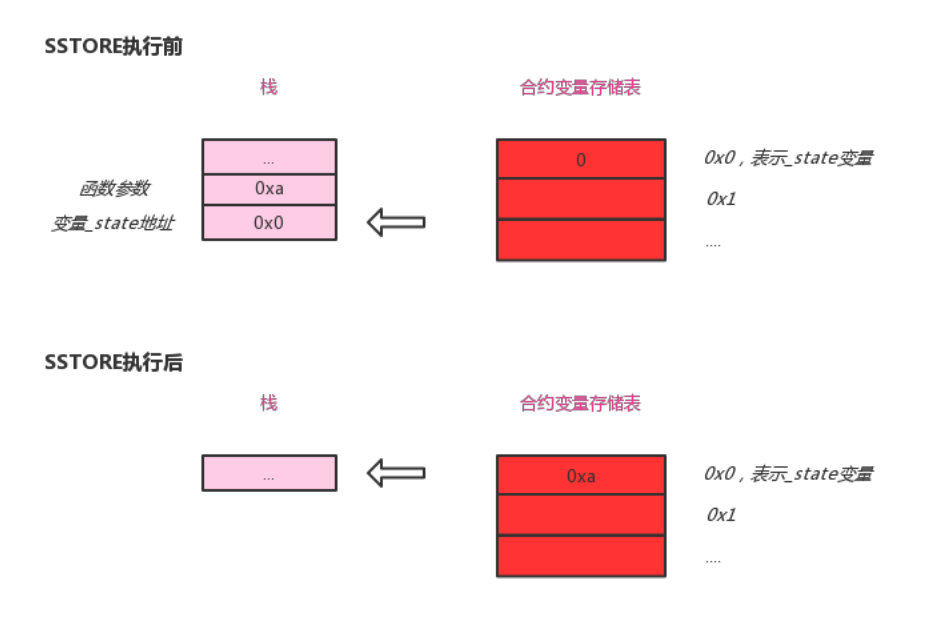 SSTORE执行前
栈
合约变量存储表
...
0
0x0，表示_state变量
函数参数
0xa
0x1
变量_state地址
0x0
....
SSTORE执行后
栈
合约变量存储表
...
0xa
0x0，表示_state变量
0x1
....